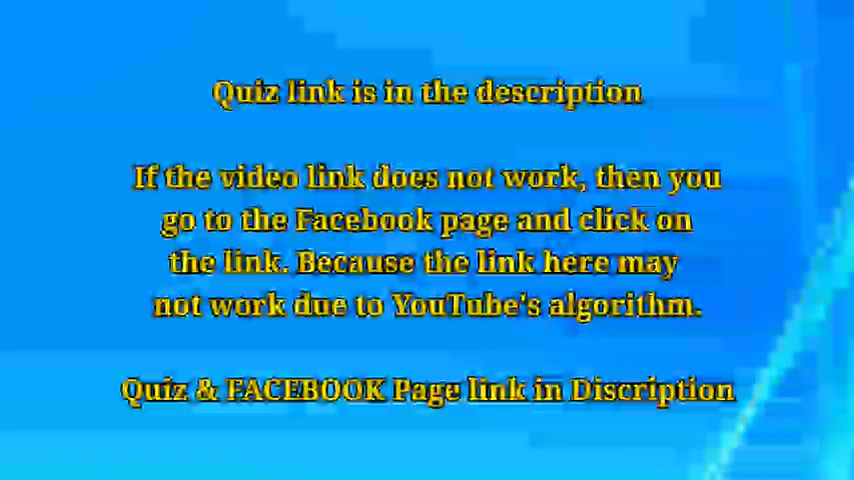 Quiz link is in the description
If the video link does not work, then you
go to the Facebook page and click on
the link. Because the link here may
not work due to YouTube's algorithm.
Quiz & FACEBOOK Page link in Discription